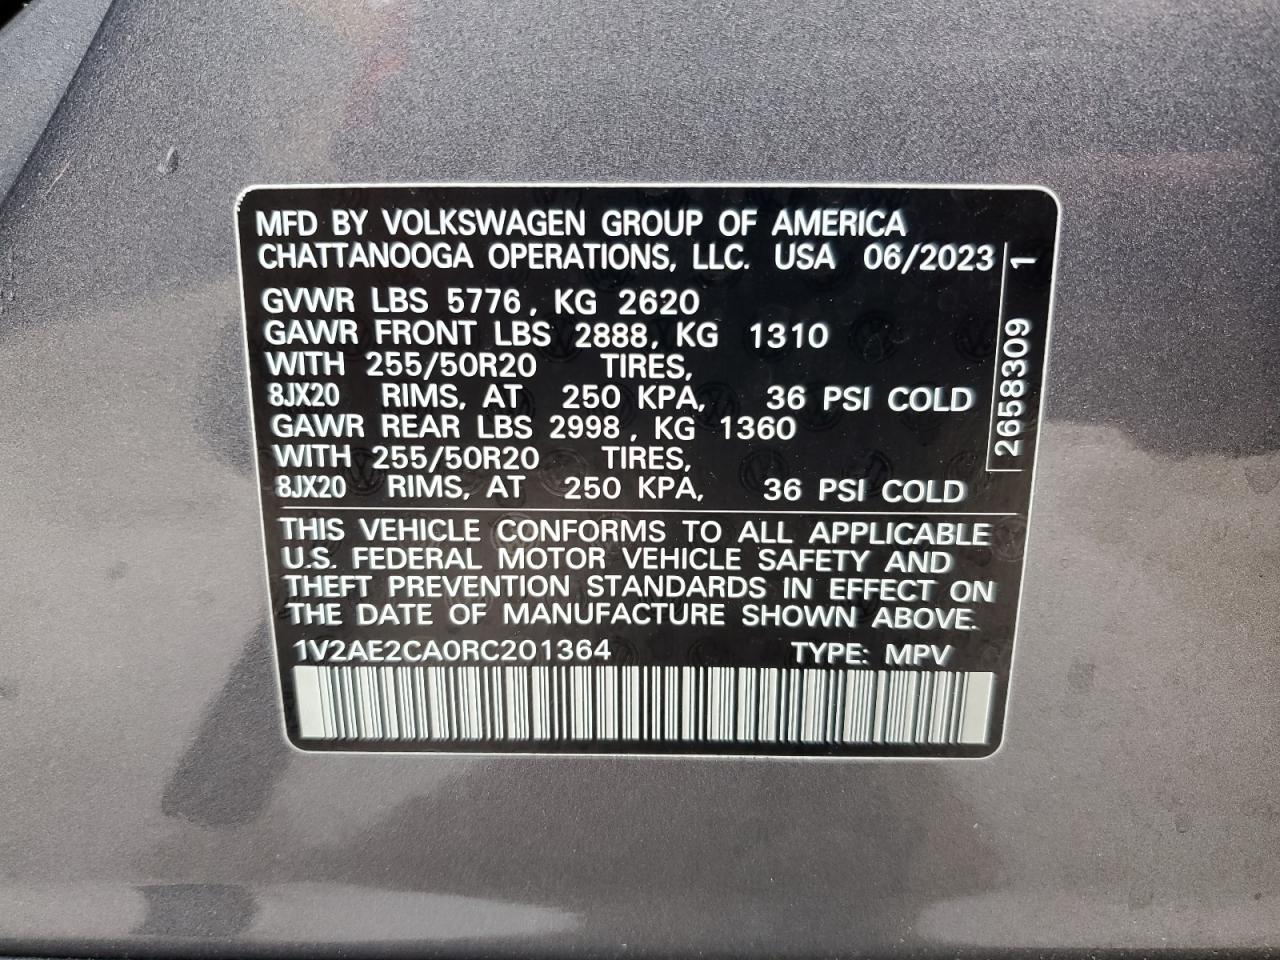 MFD BY VOLKSWAGEN GROUP OF AMERICA
CHATTANOOGA OPERATIONS, LLC. USA 06/2023
GVWR LBS 5776, KG 2620
GAWR FRONT LBS 2888, KG 1310
WITH 255/50R20 TIRES,
8JX20 RIMS, AT 250 KPA, 36 PSI COLD
GAWR REAR LBS 2998, KG 1360
WITH 255/50R20 TIRES,
8JX20 RIMS, AT 250 KPA, 36 PSI COLD
2658309 1
THIS VEHICLE CONFORMS TO ALL APPLICABLE
U.S. FEDERAL MOTOR VEHICLE SAFETY AND
THEFT PREVENTION STANDARDS IN EFFECT ON
THE DATE OF MANUFACTURE SHOWN ABOVE.
1V2AE2CA0RC201364 TYPE: MPV